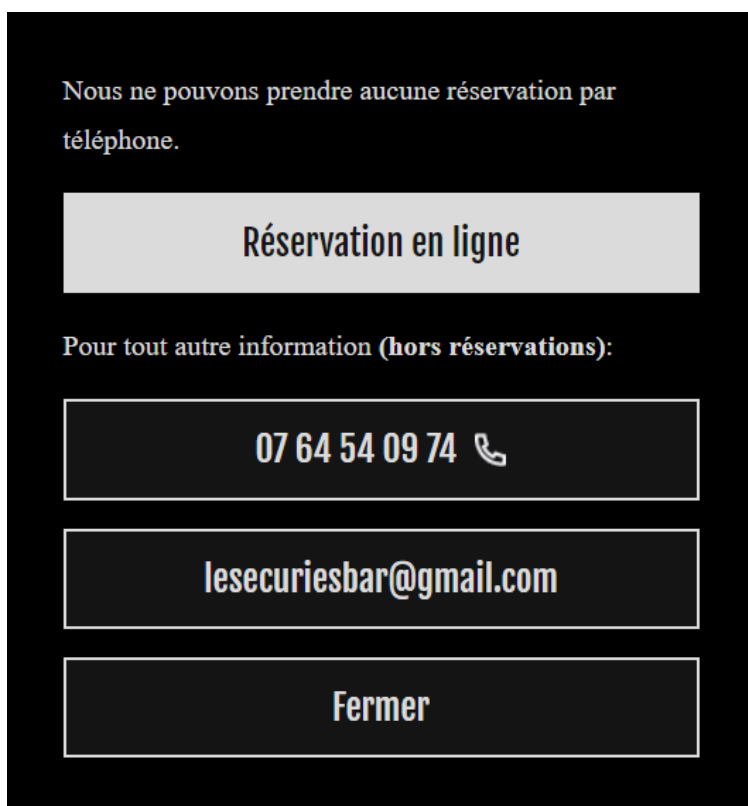 Nous ne pouvons prendre aucune réservation par
téléphone.
Réservation en ligne
Pour tout autre information (hors réservations):
07 64 54 09 74
lesecuriesbar@gmail.com
Fermer